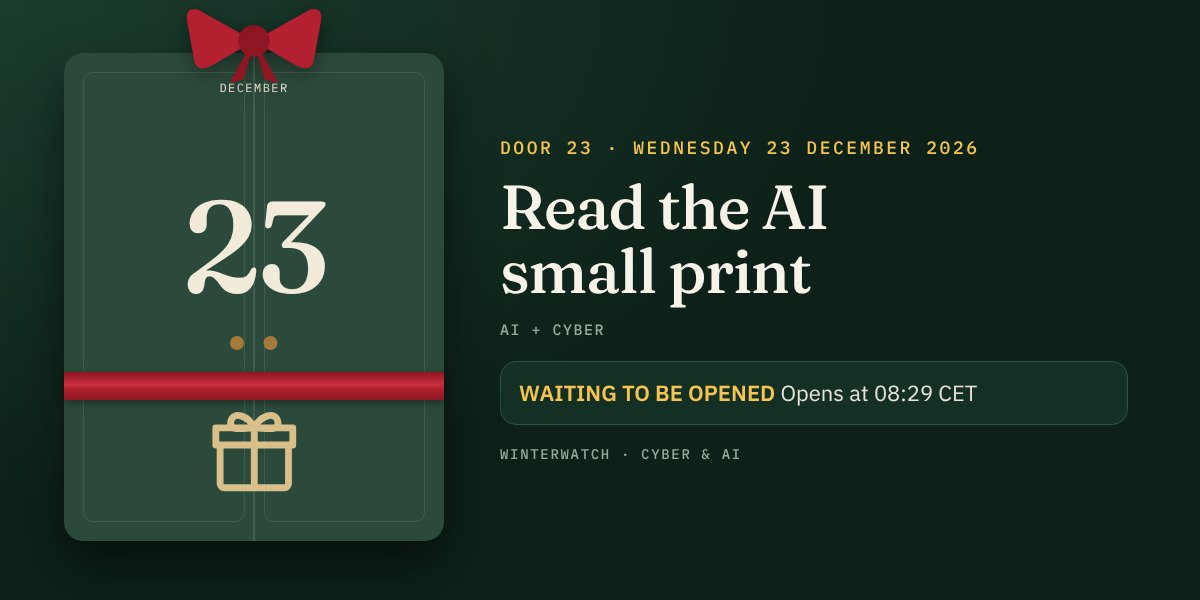 DECEMBER
23
DOOR 23 · WEDNESDAY 23 DECEMBER 2026
Read the AI
small print
AI + CYBER
WAITING TO BE OPENED Opens at 08:29 CET
WINTERWATCH · CYBER & AI